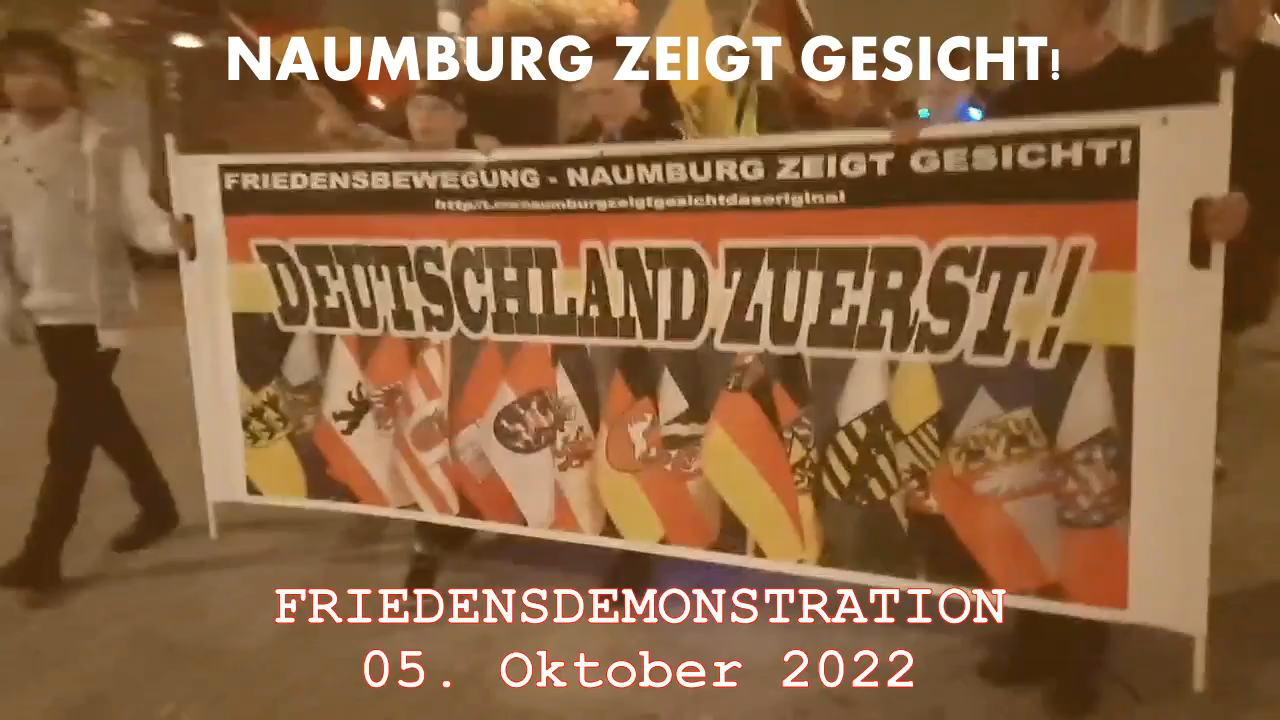 NAUMBURG ZEIGT GESICHT!
FRIEDENSBEWEGUNG - NAUMBURG ZEIGT GESICHT!
DEUTSCHLAND ZUERST!
FRIEDENSDEMONSTRATION
05. Oktober 2022